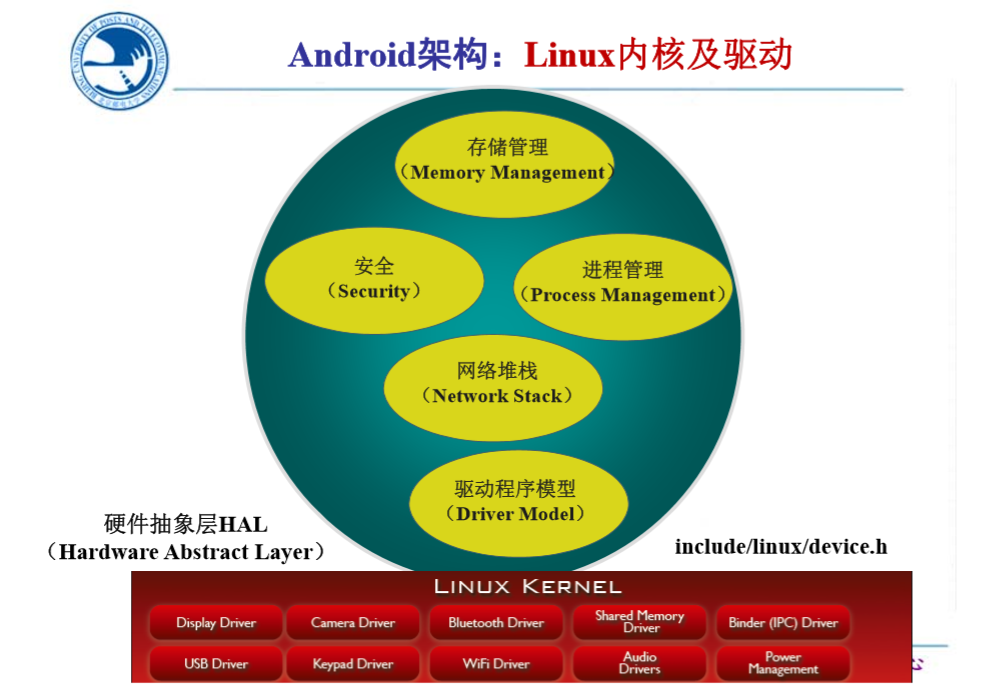 Android架构：Linux内核及驱动
存储管理
（Memory Management）
安全
（Security）
进程管理
（Process Management）
网络堆栈
（Network Stack）
驱动程序模型
（Driver Model）
硬件抽象层HAL
（Hardware Abstract Layer）
include/linux/device.h
LINUX KERNEL
Display Driver
Camera Driver
Bluetooth Driver
Shared Memory
Driver
Binder (IPC) Driver
USB Driver
Keypad Driver
WiFi Driver
Audio
Drivers
Power
Management